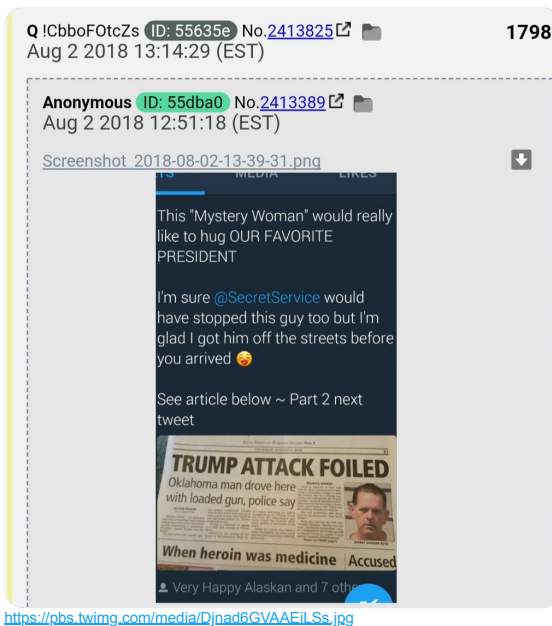 Q !CbboFOtcZs ID: 55635e No.2413825 1798
Aug 2 2018 13:14:29 (EST)
Anonymous ID: 55dba0 No.2413389
Aug 2 2018 12:51:18 (EST)
Screenshot_2018-08-02-13-39-31.png
MEDIA LIKES
This "Mystery Woman" would really
like to hug OUR FAVORITE
PRESIDENT
I'm sure @SecretService would
have stopped this guy too but I'm
glad I got him off the streets before
you arrived
See article below ~ Part 2 next
tweet
TRUMP ATTACK FOILED
Oklahoma man drove here
with loaded gun, police say
When heroin was medicine Accused
Very Happy Alaskan and 7 othe
https://pbs.twimg.com/media/Djnad6GVAAEiLSs.jpg